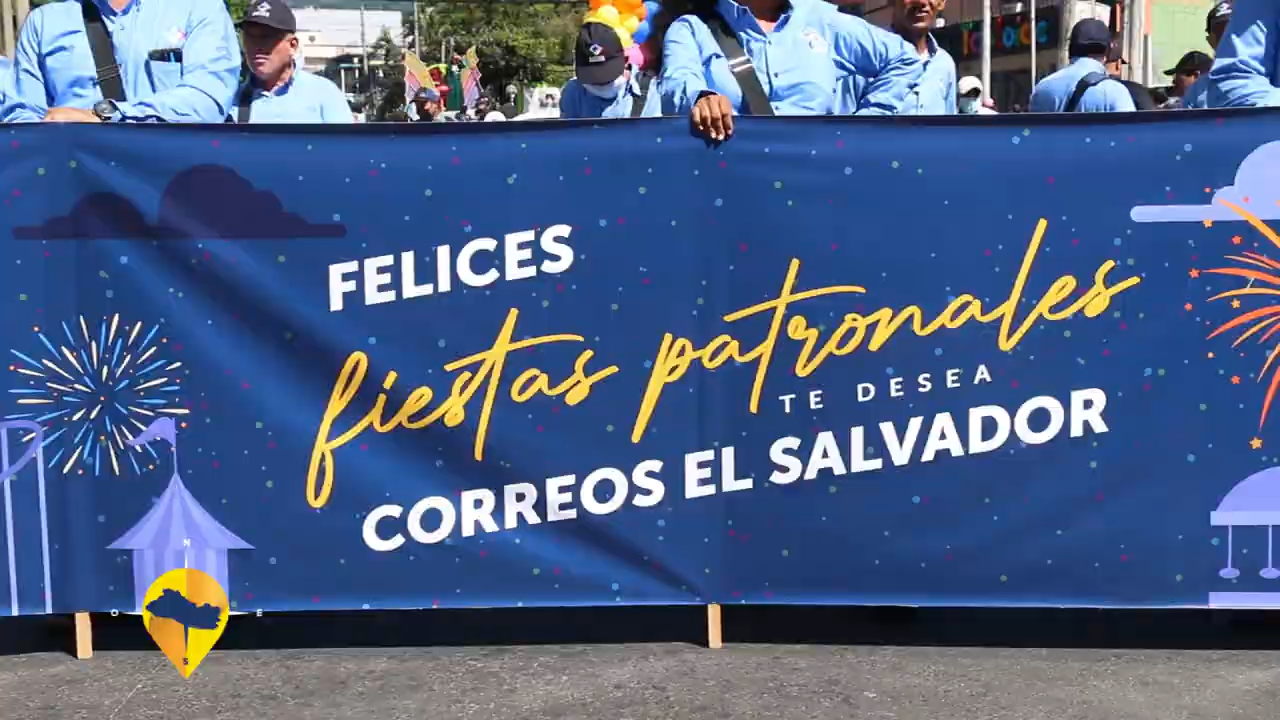 FELICES
fiestas patronales
TE DESEA
CORREOS EL SALVADOR
N
O E
S